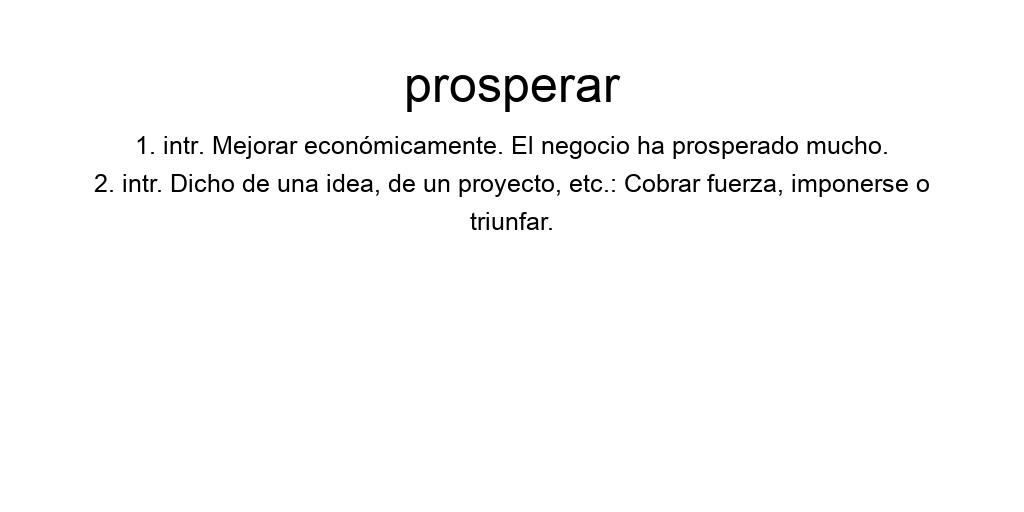 prosperar
1. intr. Mejorar económicamente. El negocio ha prosperado mucho.
2. intr. Dicho de una idea, de un proyecto, etc.: Cobrar fuerza, imponerse o
triunfar.